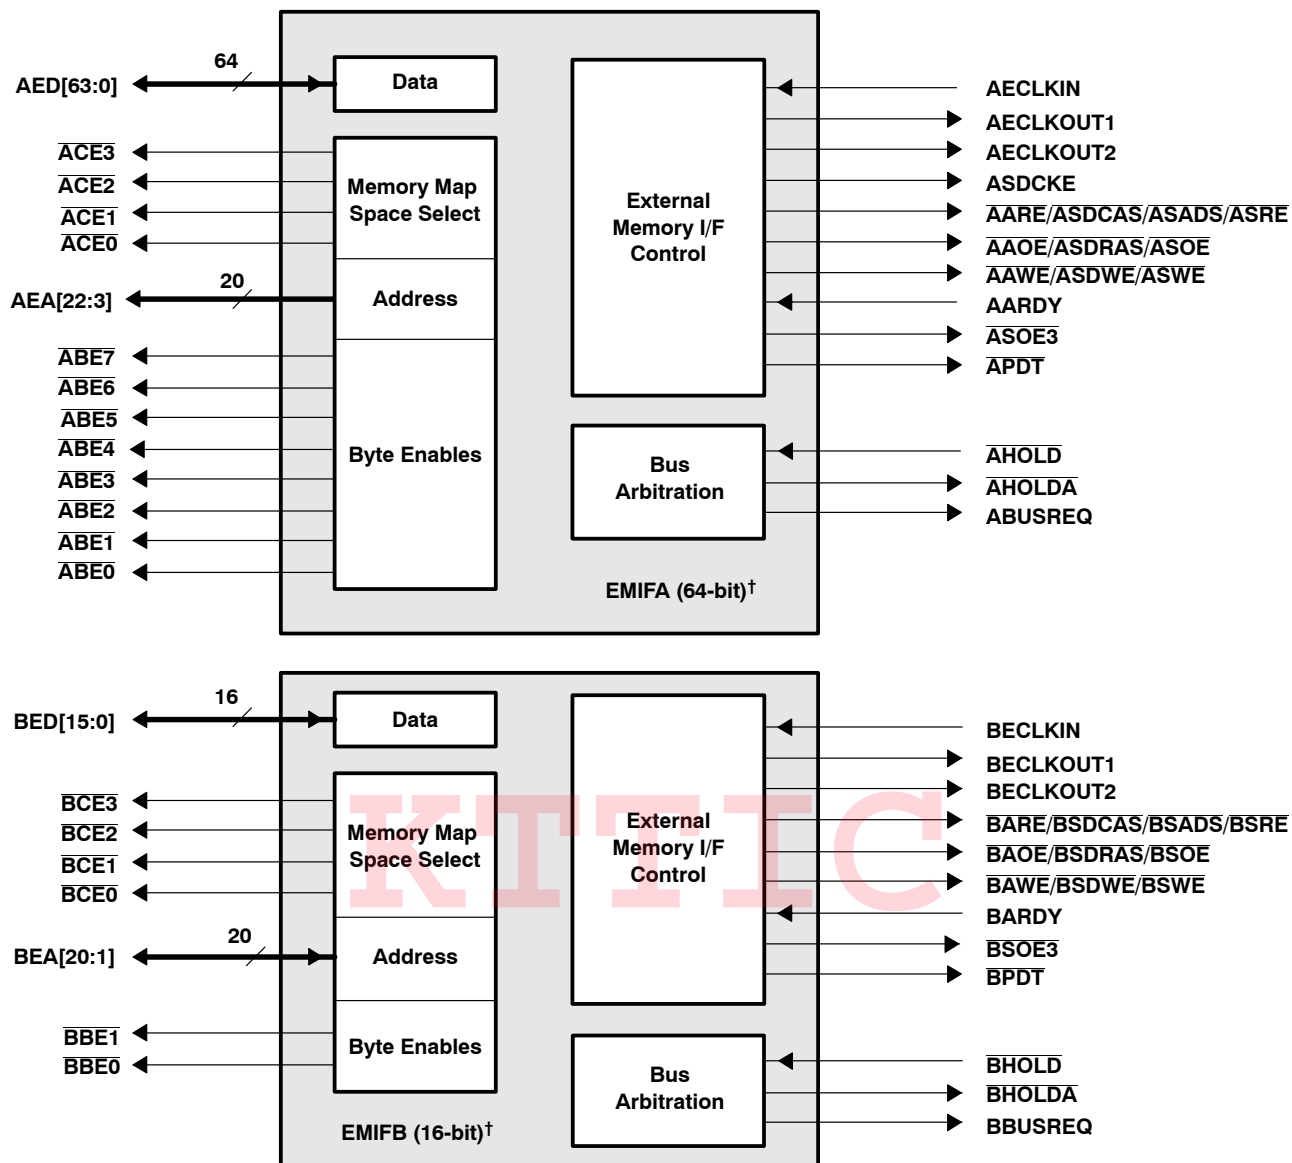 64
AED[63:0]
Data
ACE3
ACE2
ACE1
ACE0
Memory Map
Space Select
20
AEA[22:3]
Address
ABE7
ABE6
ABE5
ABE4
ABE3
ABE2
ABE1
ABE0
Byte Enables
External
Memory I/F
Control
AECLKIN
AECLKOUT1
AECLKOUT2
ASDCKE
AARE/ASDCAS/ASADS/ASRE
AAOE/ASDRAS/ASOE
AAWE/ASDWE/ASWE
AARDY
ASOE3
APDT
Bus
Arbitration
AHOLD
AHOLDA
ABUSREQ
EMIFA (64-bit)†
16
BED[15:0]
Data
BCE3
BCE2
BCE1
BCE0
Memory Map
Space Select
20
BEA[20:1]
Address
BBE1
BBE0
Byte Enables
External
Memory I/F
Control
BECLKIN
BECLKOUT1
BECLKOUT2
BARE/BSDCAS/BSADS/BSRE
BAOE/BSDRAS/BSOE
BAWE/BSDWE/BSWE
BARDY
BSOE3
BPDT
Bus
Arbitration
BHOLD
BHOLDA
BBUSREQ
EMIFB (16-bit)†
KTTIC